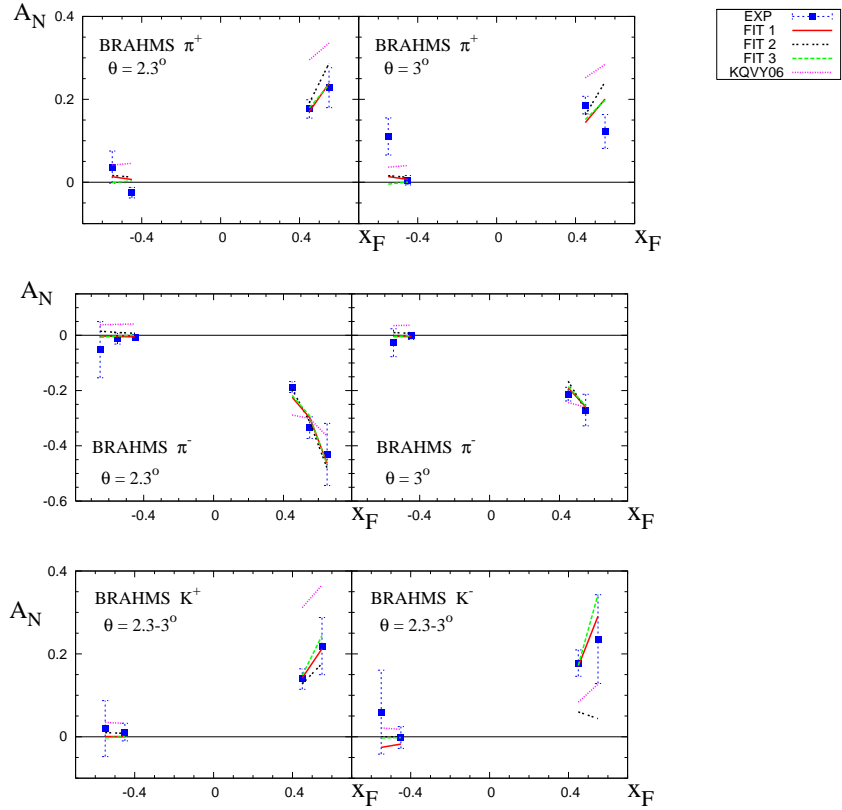 A_N
0.4
0.2
0
BRAHMS π⁺
θ = 2.3°
BRAHMS π⁺
θ = 3°
-0.4
0
0.4
x_F
-0.4
0
0.4
x_F
EXP
FIT 1
FIT 2
FIT 3
KQVY06
A_N
0
-0.2
-0.4
-0.6
BRAHMS π⁻
θ = 2.3°
BRAHMS π⁻
θ = 3°
-0.4
0
0.4
x_F
-0.4
0
0.4
x_F
A_N
0.4
0.2
0
BRAHMS K⁺
θ = 2.3-3°
BRAHMS K⁻
θ = 2.3-3°
-0.4
0
0.4
x_F
-0.4
0
0.4
x_F